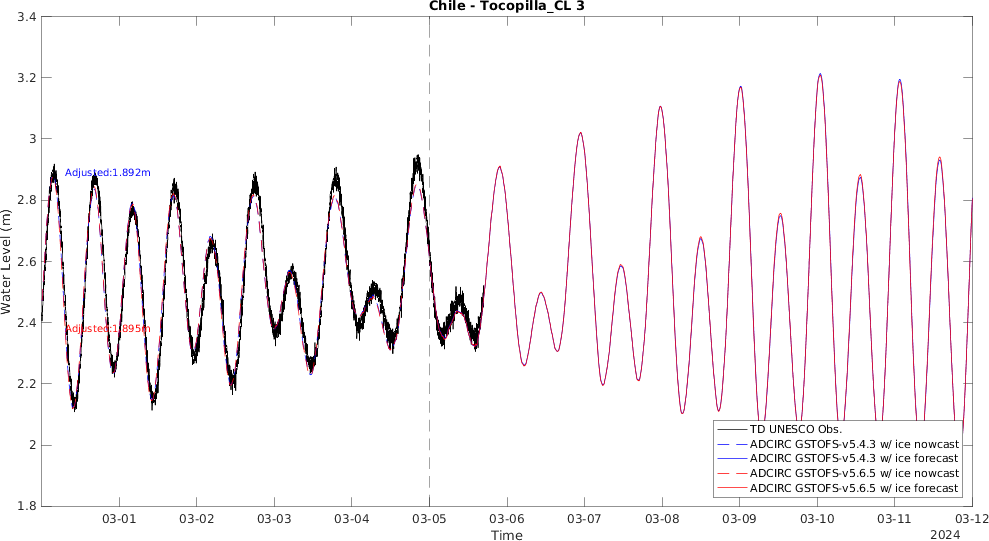 Chile - Tocopilla_CL 3
3.4
3.2
3
2.8
2.6
2.4
2.2
2
1.8
Water Level (m)
Adjusted:1.892m
Adjusted:1.895m
TD UNESCO Obs.
ADCIRC GSTOFS-v5.4.3 w/ ice nowcast
ADCIRC GSTOFS-v5.4.3 w/ ice forecast
ADCIRC GSTOFS-v5.6.5 w/ ice nowcast
ADCIRC GSTOFS-v5.6.5 w/ ice forecast
03-01 03-02 03-03 03-04 03-05 03-06 03-07 03-08 03-09 03-10 03-11 03-12
Time
2024